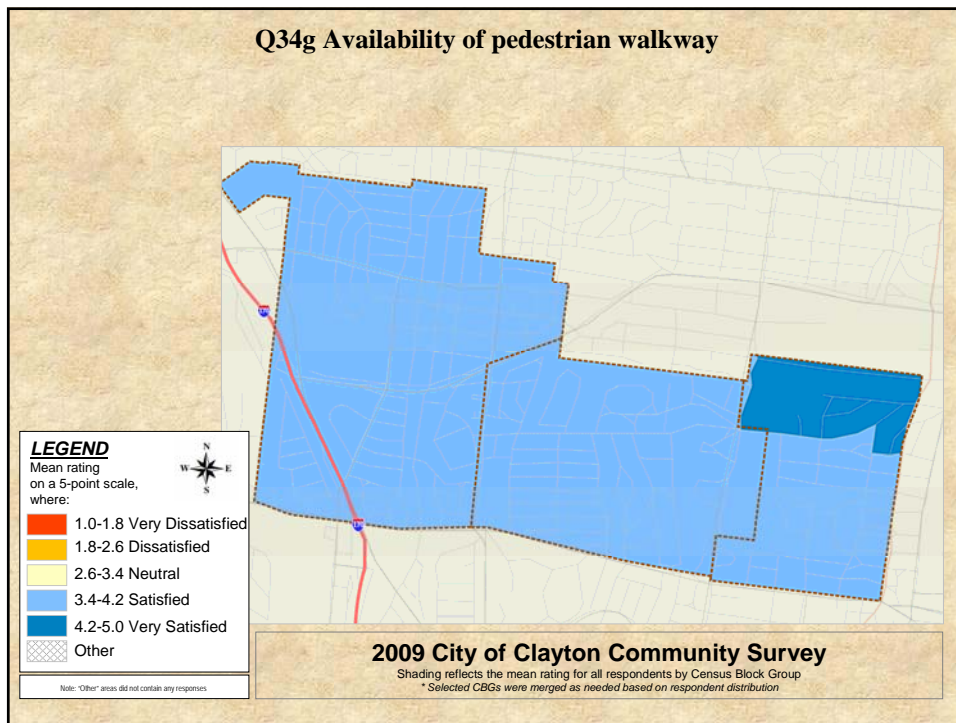 Q34g Availability of pedestrian walkway
LEGEND
Mean rating
on a 5-point scale,
where:
N
W E
S
1.0-1.8 Very Dissatisfied
1.8-2.6 Dissatisfied
2.6-3.4 Neutral
3.4-4.2 Satisfied
4.2-5.0 Very Satisfied
Other
Note: "Other" areas did not contain any responses
2009 City of Clayton Community Survey
Shading reflects the mean rating for all respondents by Census Block Group
* Selected CBGs were merged as needed based on respondent distribution